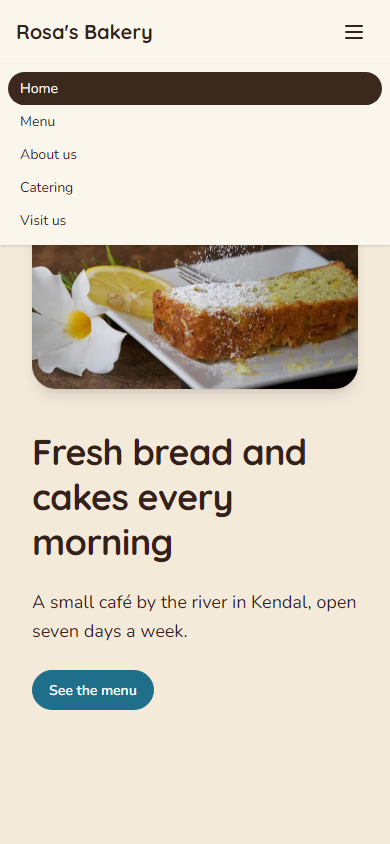 Rosa's Bakery
Home
Menu
About us
Catering
Visit us
Fresh bread and
cakes every
morning
A small café by the river in Kendal, open
seven days a week.
See the menu